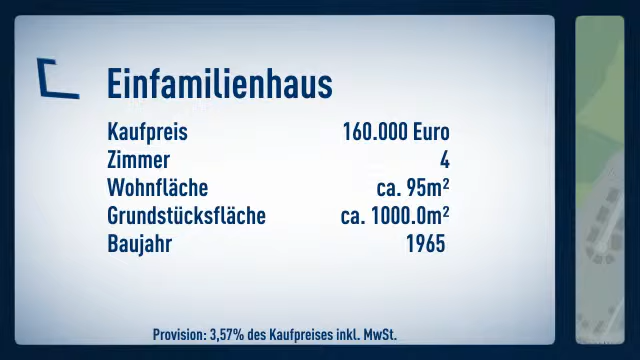 Einfamilienhaus
Kaufpreis 160.000 Euro
Zimmer 4
Wohnfläche ca. 95m²
Grundstücksfläche ca. 1000.0m²
Baujahr 1965
Provision: 3,57% des Kaufpreises inkl. MwSt.